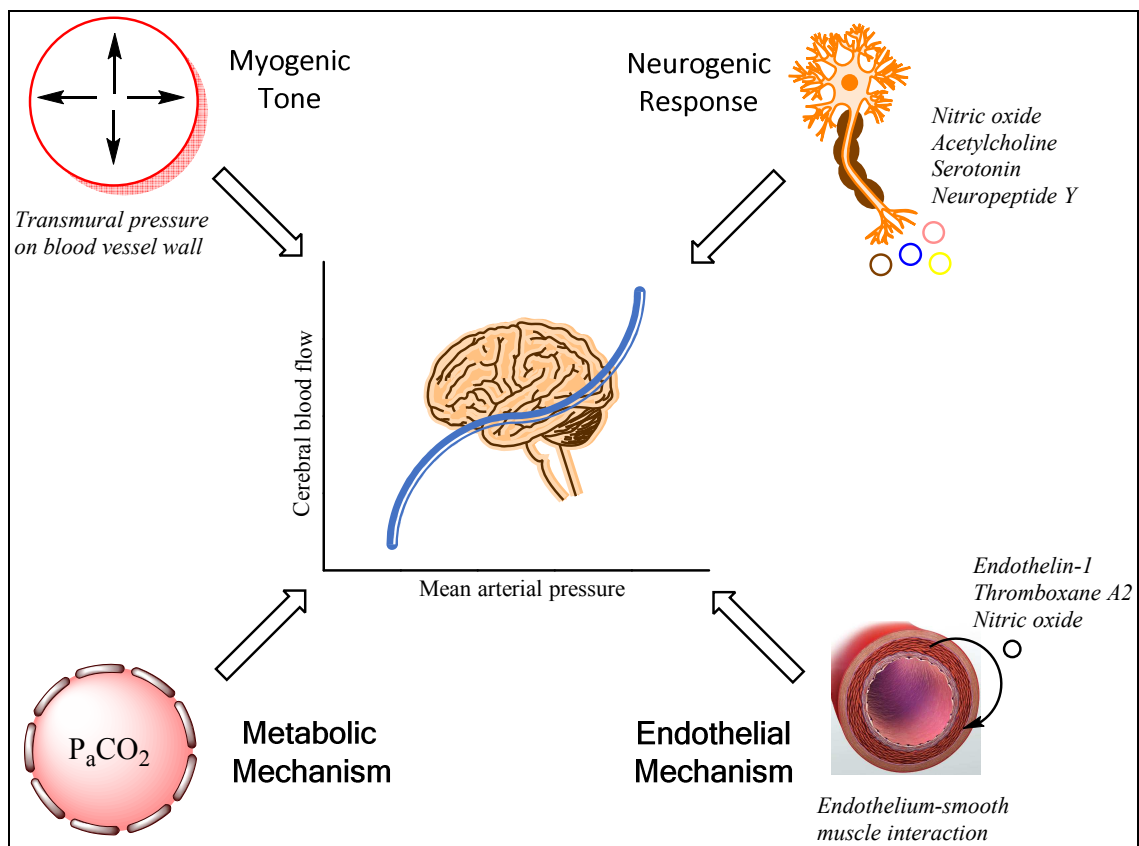 Myogenic
Tone
Transmural pressure
on blood vessel wall
Neurogenic
Response
Nitric oxide
Acetylcholine
Serotonin
Neuropeptide Y
Cerebral blood flow
Mean arterial pressure
PₐCO₂
Metabolic
Mechanism
Endothelial
Mechanism
Endothelin-1
Thromboxane A2
Nitric oxide
Endothelium-smooth
muscle interaction